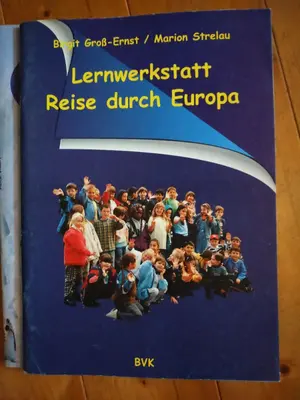 Birgit Groß-Ernst / Marion Strelau
Lernwerkstatt
Reise durch Europa
BVK